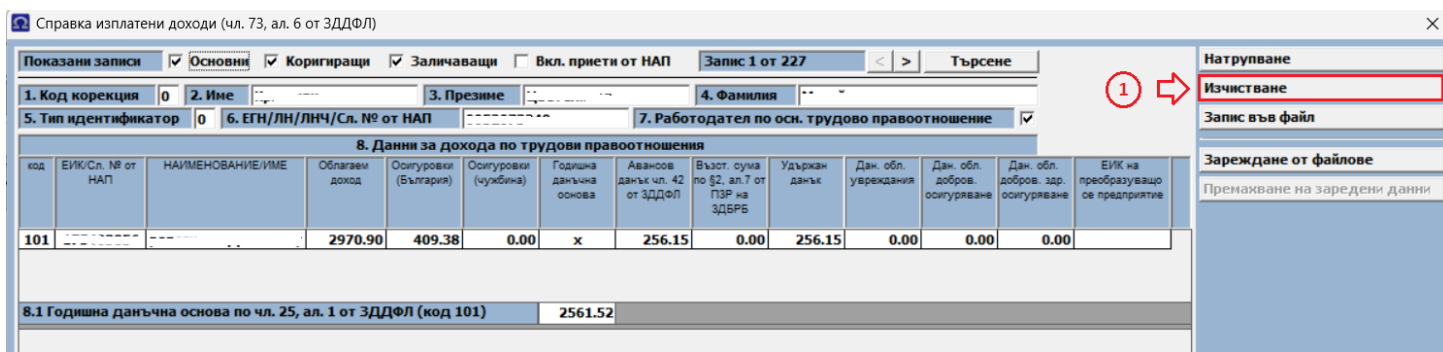 Справка изплатени доходи (чл. 73, ал. 6 от ЗДДФЛ)
Показани записи Основни Коригиращи Заличаващи Вкл. приети от НАП Запис 1 от 227 < > Търсене
1. Код корекция 0 2. Име 3. Презиме 4. Фамилия
5. Тип идентификатор 0 6. ЕГН/ЛН/ЛНЧ/Сл. № от НАП 7. Работодател по осн. трудово правоотношение
8. Данни за дохода по трудови правоотношения
код
ЕИК/Сл. № от
НАП
НАИМЕНОВАНИЕ/ИМЕ
Облагаем
доход
Осигуровки
(България)
Осигуровки
(чужбина)
Годишна
данъчна
основа
Авансов
данък чл. 42
от ЗДДФЛ
Възст. сума
по §2, ал.7 от
ПЗР на
ЗДБРБ
Удържан
данък
Дан. обл.
увреждания
Дан. обл.
добров.
осигуряване
Дан. обл.
добров. здр.
осигуряване
ЕИК на
преобразуващо
се предприятие
101 2970.90 409.38 0.00 x 256.15 0.00 256.15 0.00 0.00 0.00
8.1 Годишна данъчна основа по чл. 25, ал. 1 от ЗДДФЛ (код 101) 2561.52
Натрупване
1
Изчистване
Запис във файл
Зареждане от файлове
Премахване на заредени данни